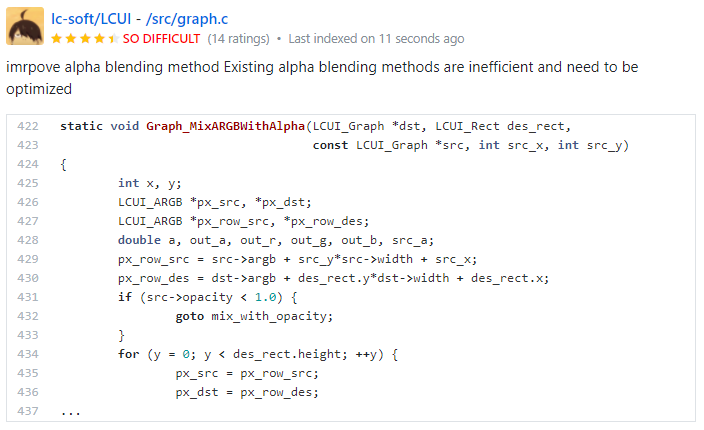 lc-soft/LCUI - /src/graph.c
SO DIFFICULT (14 ratings) • Last indexed on 11 seconds ago
imrpove alpha blending method Existing alpha blending methods are inefficient and need to be
optimized
422 static void Graph_MixARGBWithAlpha(LCUI_Graph *dst, LCUI_Rect des_rect,
423 const LCUI_Graph *src, int src_x, int src_y)
424 {
425 int x, y;
426 LCUI_ARGB *px_src, *px_dst;
427 LCUI_ARGB *px_row_src, *px_row_des;
428 double a, out_a, out_r, out_g, out_b, src_a;
429 px_row_src = src->argb + src_y*src->width + src_x;
430 px_row_des = dst->argb + des_rect.y*dst->width + des_rect.x;
431 if (src->opacity < 1.0) {
432 goto mix_with_opacity;
433 }
434 for (y = 0; y < des_rect.height; ++y) {
435 px_src = px_row_src;
436 px_dst = px_row_des;
437 ...